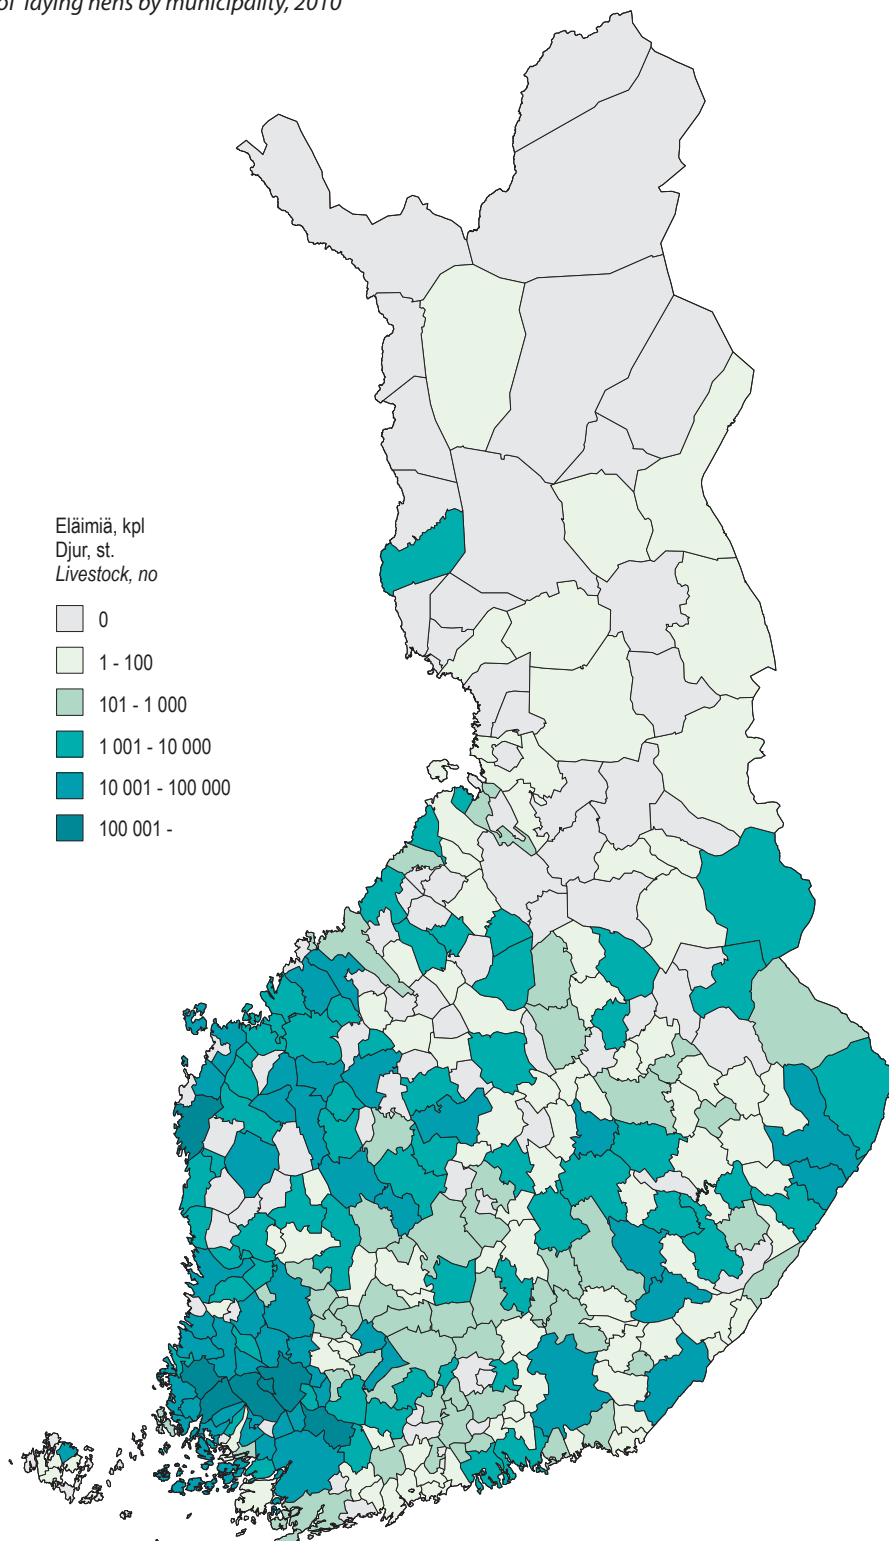 of laying hens by municipality, 2010
Eläimiä, kpl
Djur, st.
Livestock, no
0
1 - 100
101 - 1 000
1 001 - 10 000
10 001 - 100 000
100 001 -